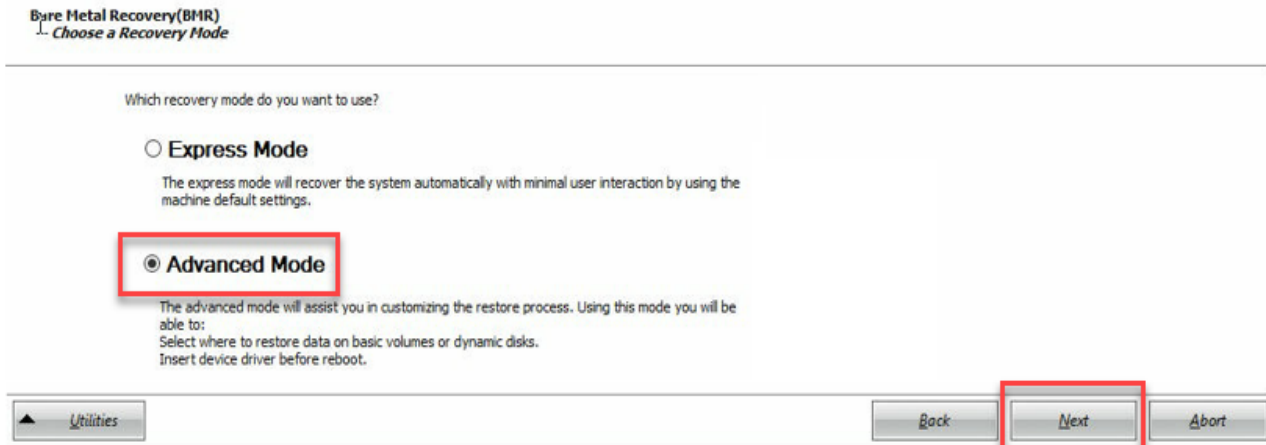 Bare Metal Recovery(BMR)
Choose a Recovery Mode
Which recovery mode do you want to use?
Express Mode
The express mode will recover the system automatically with minimal user interaction by using the
machine default settings.
Advanced Mode
The advanced mode will assist you in customizing the restore process. Using this mode you will be
able to:
Select where to restore data on basic volumes or dynamic disks.
Insert device driver before reboot.
Utilities
Back
Next
Abort